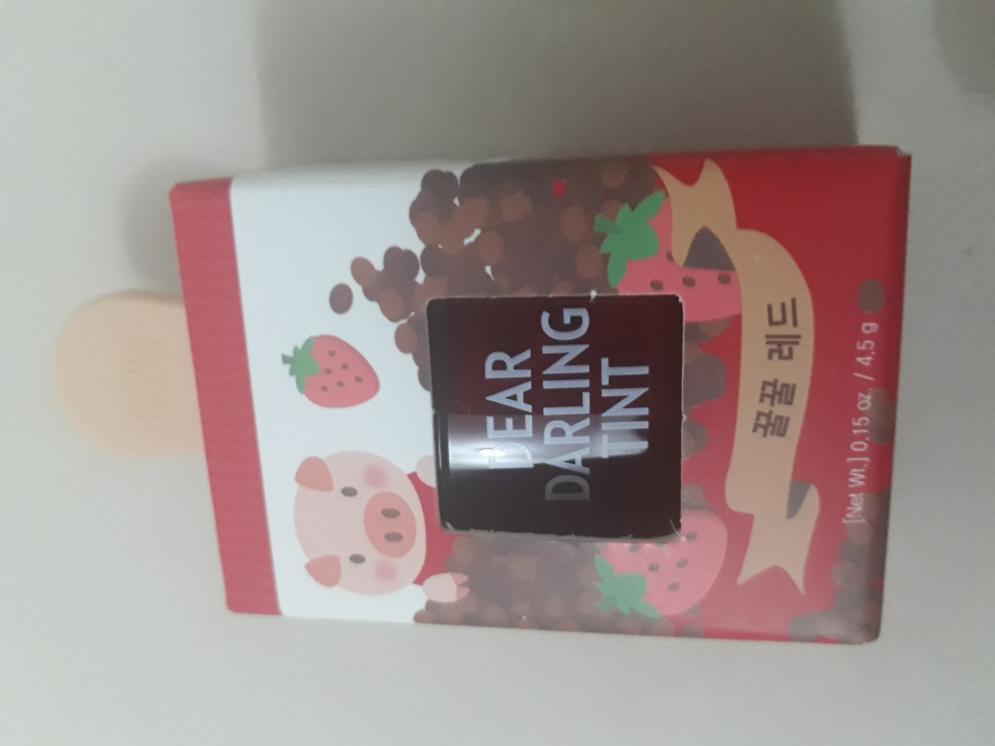 DEAR
DARLING
TINT
꿀꿀 레드
[Net Wt.] 0.15 oz. / 4.5 g